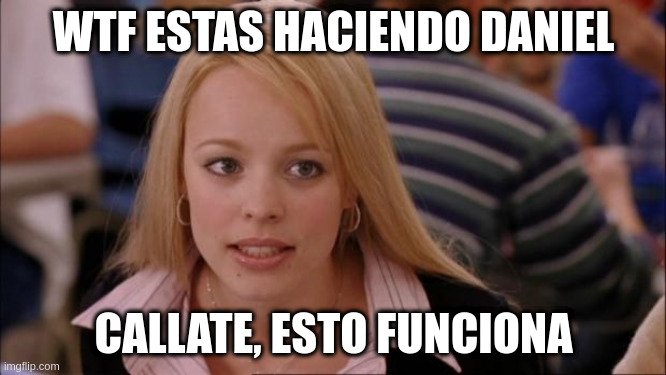 WTF ESTAS HACIENDO DANIEL
CALLATE, ESTO FUNCIONA
imgflip.com